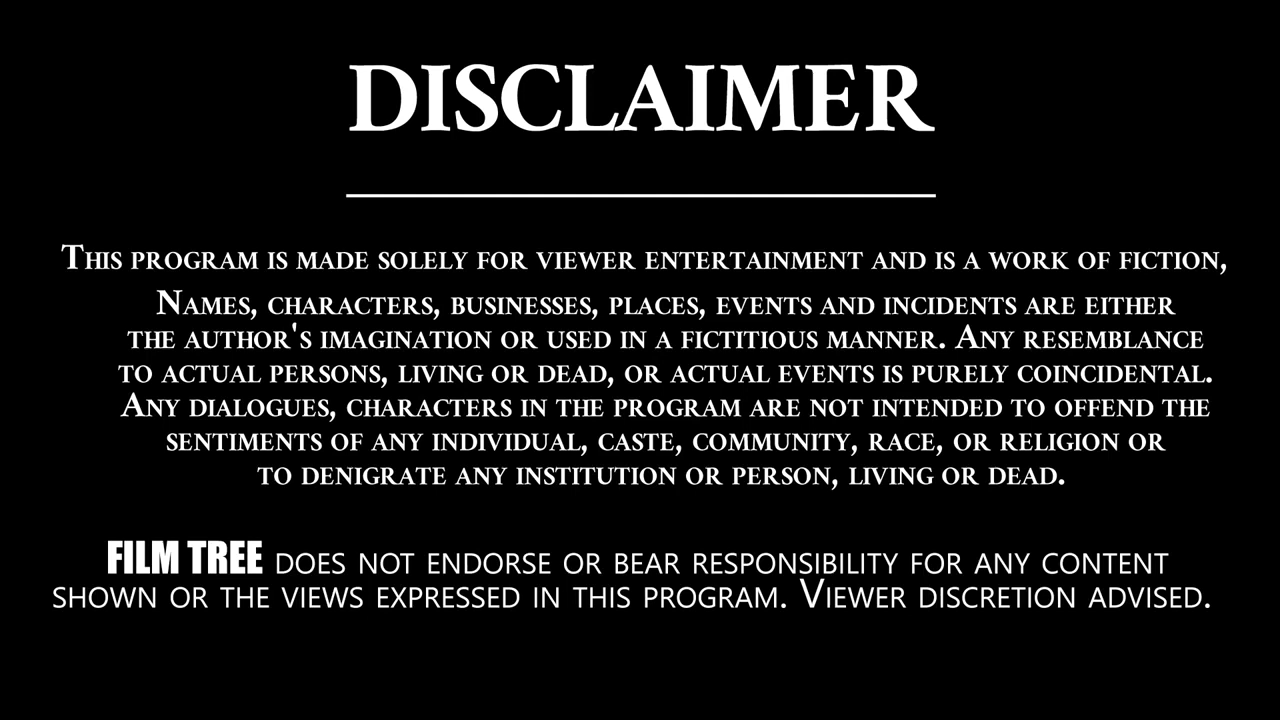 DISCLAIMER
This program is made solely for viewer entertainment and is a work of fiction,
Names, characters, businesses, places, events and incidents are either
the author's imagination or used in a fictitious manner. Any resemblance
to actual persons, living or dead, or actual events is purely coincidental.
Any dialogues, characters in the program are not intended to offend the
sentiments of any individual, caste, community, race, or religion or
to denigrate any institution or person, living or dead.
FILM TREE does not endorse or bear responsibility for any content
shown or the views expressed in this program. Viewer discretion advised.